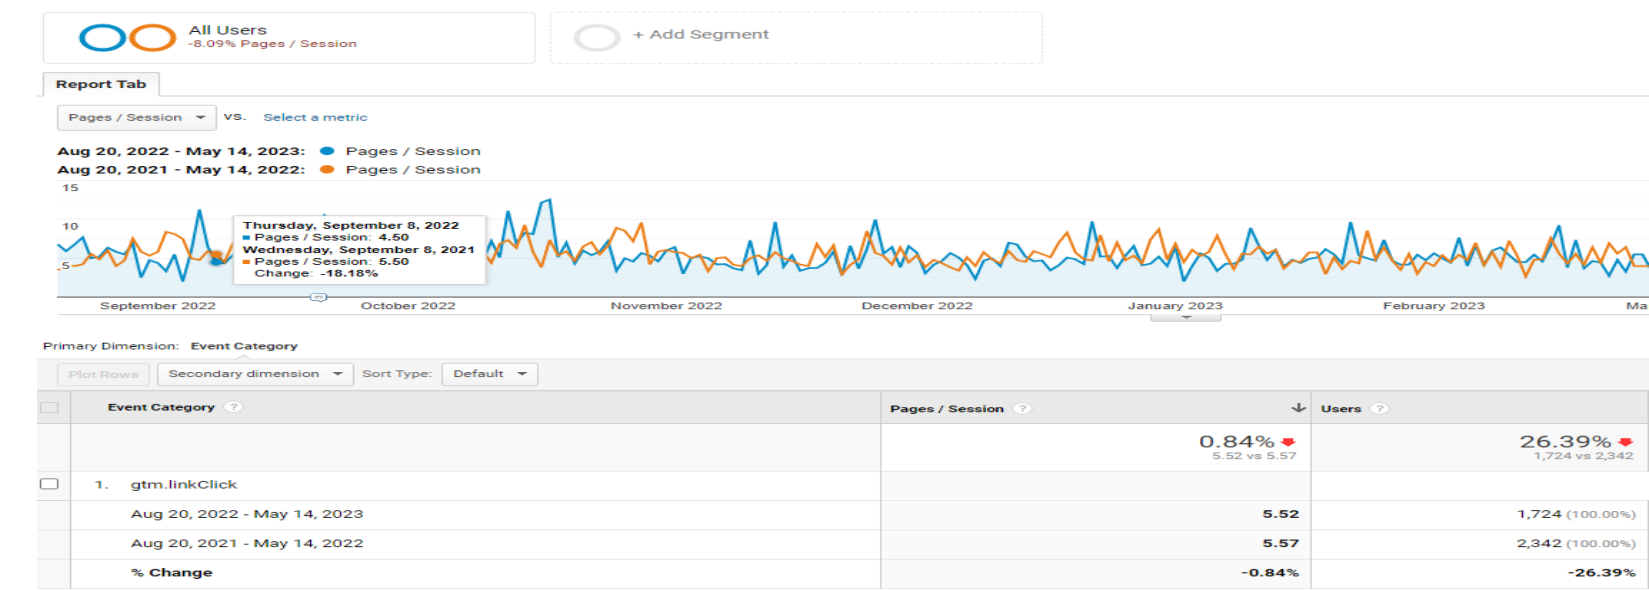 All Users
-8.09% Pages / Session
+ Add Segment
Report Tab
Pages / Session VS. Select a metric
Aug 20, 2022 - May 14, 2023: Pages / Session
Aug 20, 2021 - May 14, 2022: Pages / Session
15
10
5
Thursday, September 8, 2022
Pages / Session: 4.50
Wednesday, September 8, 2021
Pages / Session: 5.50
Change: -18.18%
September 2022 October 2022 November 2022 December 2022 January 2023 February 2023 Ma
Primary Dimension: Event Category
Plot Rows Secondary dimension Sort Type: Default
Event Category ? Pages / Session ? Users ?
0.84% 26.39%
5.52 vs 5.57 1,724 vs 2,342
1. gtm.linkClick
Aug 20, 2022 - May 14, 2023 5.52 1,724 (100.00%)
Aug 20, 2021 - May 14, 2022 5.57 2,342 (100.00%)
% Change -0.84% -26.39%